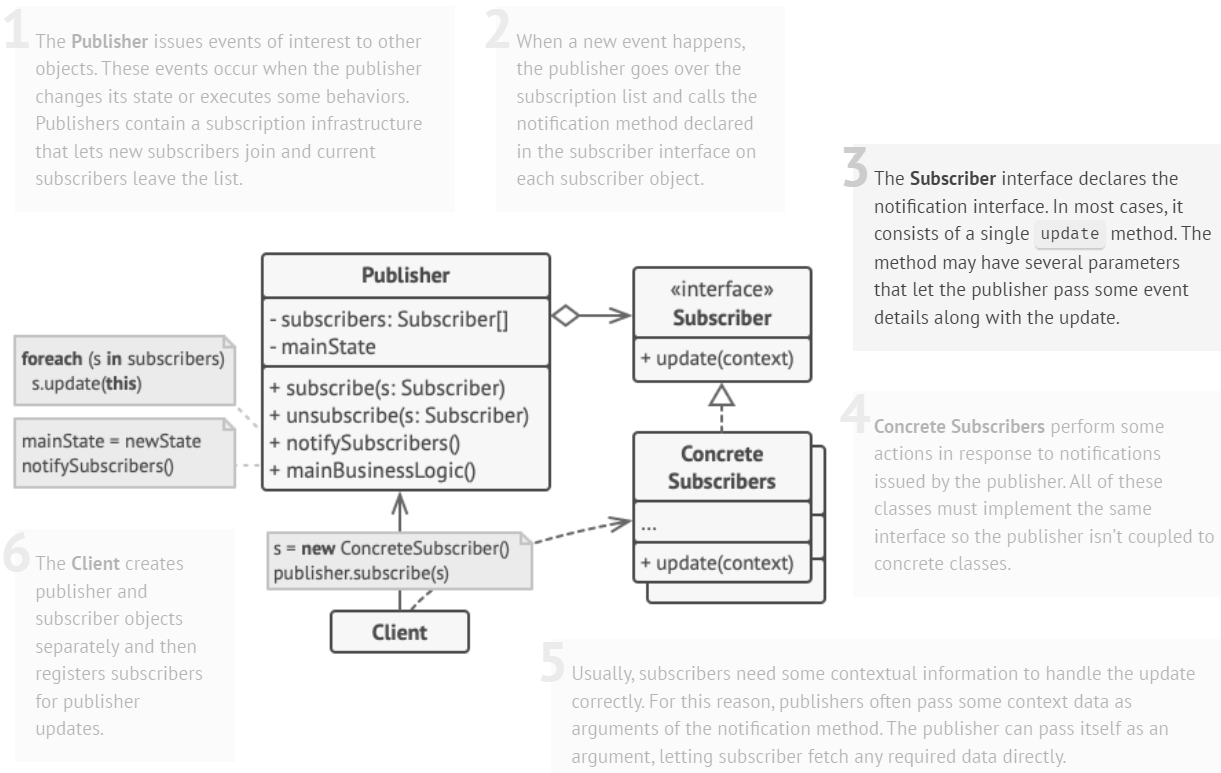 1
The Publisher issues events of interest to other
objects. These events occur when the publisher
changes its state or executes some behaviors.
Publishers contain a subscription infrastructure
that lets new subscribers join and current
subscribers leave the list.
2
When a new event happens,
the publisher goes over the
subscription list and calls the
notification method declared
in the subscriber interface on
each subscriber object.
3
The Subscriber interface declares the
notification interface. In most cases, it
consists of a single update method. The
method may have several parameters
that let the publisher pass some event
details along with the update.
Publisher
- subscribers: Subscriber[]
- mainState
+ subscribe(s: Subscriber)
+ unsubscribe(s: Subscriber)
+ notifySubscribers()
+ mainBusinessLogic()
«interface»
Subscriber
+ update(context)
foreach (s in subscribers)
s.update(this)
mainState = newState
notifySubscribers()
Concrete
Subscribers
...
+ update(context)
4
Concrete Subscribers perform some
actions in response to notifications
issued by the publisher. All of these
classes must implement the same
interface so the publisher isn't coupled to
concrete classes.
s = new ConcreteSubscriber()
publisher.subscribe(s)
Client
6
The Client creates
publisher and
subscriber objects
separately and then
registers subscribers
for publisher
updates.
5
Usually, subscribers need some contextual information to handle the update
correctly. For this reason, publishers often pass some context data as
arguments of the notification method. The publisher can pass itself as an
argument, letting subscriber fetch any required data directly.